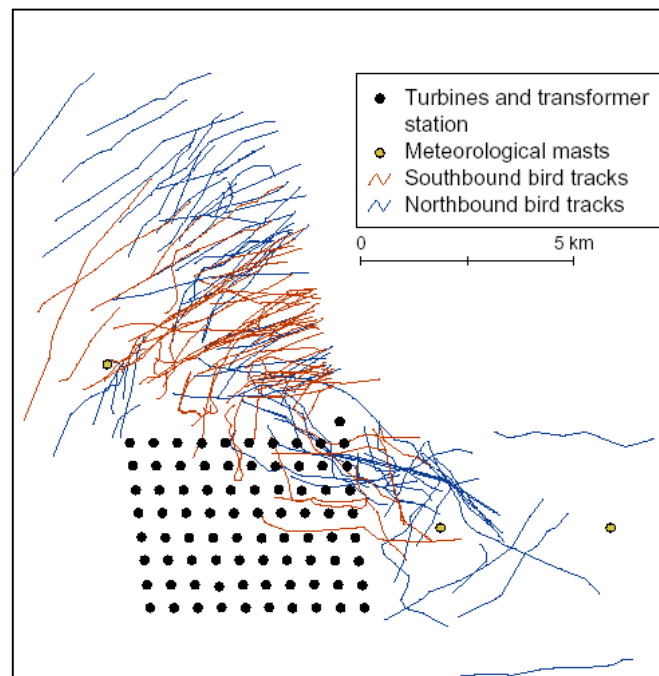 Turbines and transformer
station
Meteorological masts
Southbound bird tracks
Northbound bird tracks
0 5 km